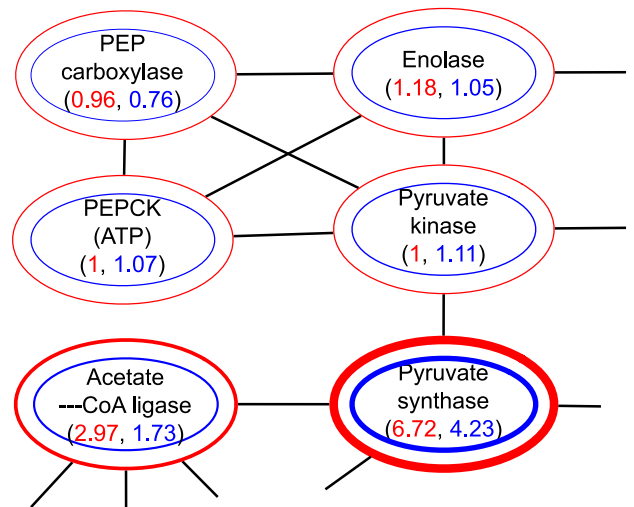 PEP
carboxylase
(0.96, 0.76)
Enolase
(1.18, 1.05)
PEPCK
(ATP)
(1, 1.07)
Pyruvate
kinase
(1, 1.11)
Acetate
---CoA ligase
(2.97, 1.73)
Pyruvate
synthase
(6.72, 4.23)